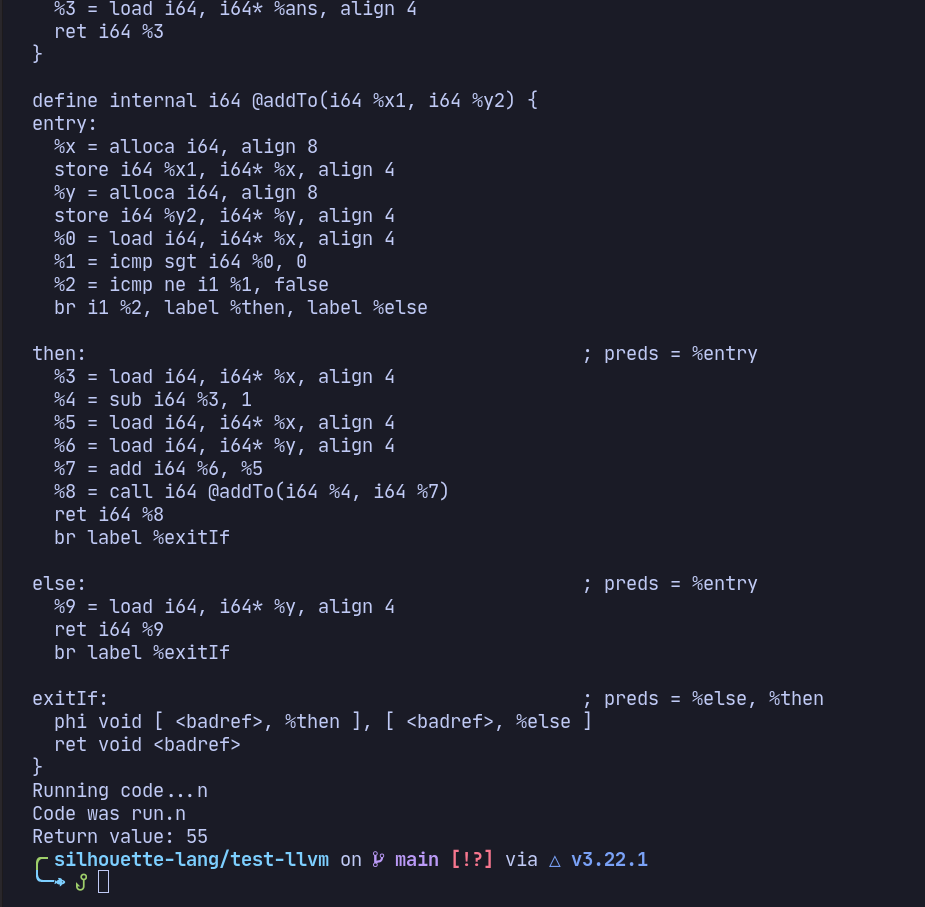 %3 = load i64, i64* %ans, align 4
ret i64 %3
}
define internal i64 @addTo(i64 %x1, i64 %y2) {
entry:
%x = alloca i64, align 8
store i64 %x1, i64* %x, align 4
%y = alloca i64, align 8
store i64 %y2, i64* %y, align 4
%0 = load i64, i64* %x, align 4
%1 = icmp sgt i64 %0, 0
%2 = icmp ne i1 %1, false
br i1 %2, label %then, label %else
then: ; preds = %entry
%3 = load i64, i64* %x, align 4
%4 = sub i64 %3, 1
%5 = load i64, i64* %x, align 4
%6 = load i64, i64* %y, align 4
%7 = add i64 %6, %5
%8 = call i64 @addTo(i64 %4, i64 %7)
ret i64 %8
br label %exitIf
else: ; preds = %entry
%9 = load i64, i64* %y, align 4
ret i64 %9
br label %exitIf
exitIf: ; preds = %else, %then
phi void [ <badref>, %then ], [ <badref>, %else ]
ret void <badref>
}
Running code...n
Code was run.n
Return value: 55
silhouette-lang/test-llvm on main [!?] via △ v3.22.1